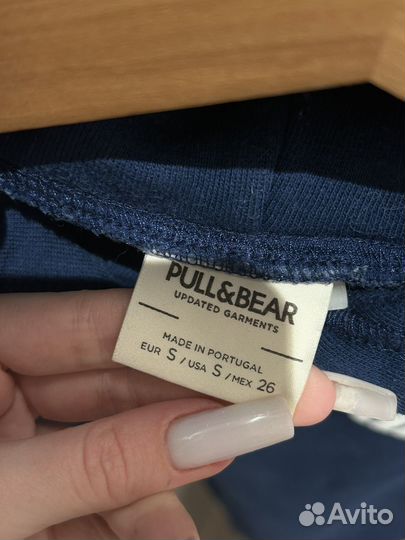 PULL&BEAR
UPDATED GARMENTS
MADE IN PORTUGAL
EUR S / USA S / MEX 26
Avito